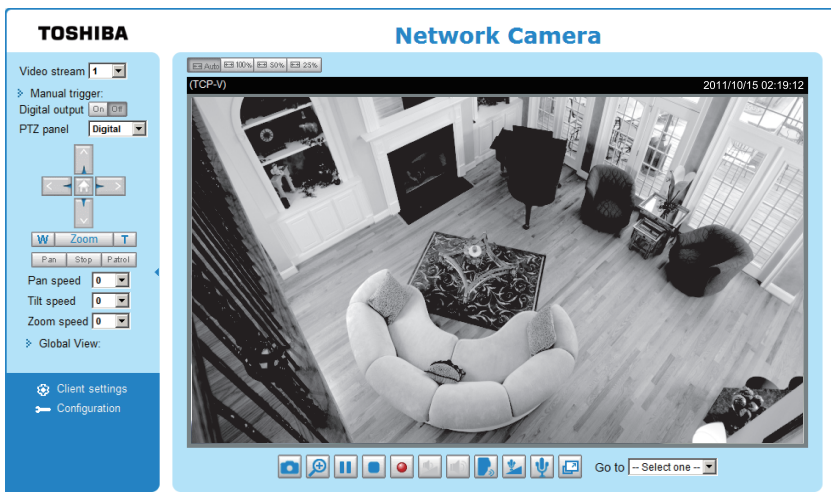 TOSHIBA
Network Camera
Video stream 1
Manual trigger:
Digital output On Off
PTZ panel Digital
W Zoom T
Pan Stop Patrol
Pan speed 0
Tilt speed 0
Zoom speed 0
Global View:
Client settings
Configuration
Auto 100% 50% 25%
(TCP-V) 2011/10/15 02:19:12
Go to -- Select one --